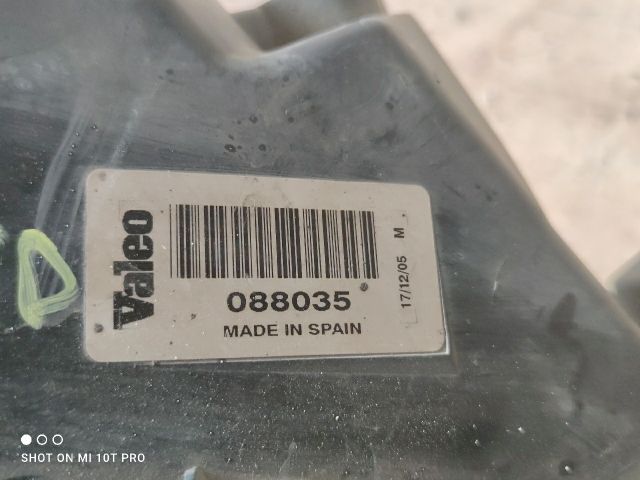 Valeo
088035
MADE IN SPAIN
17/12/05 M
D
SHOT ON MI 10T PRO